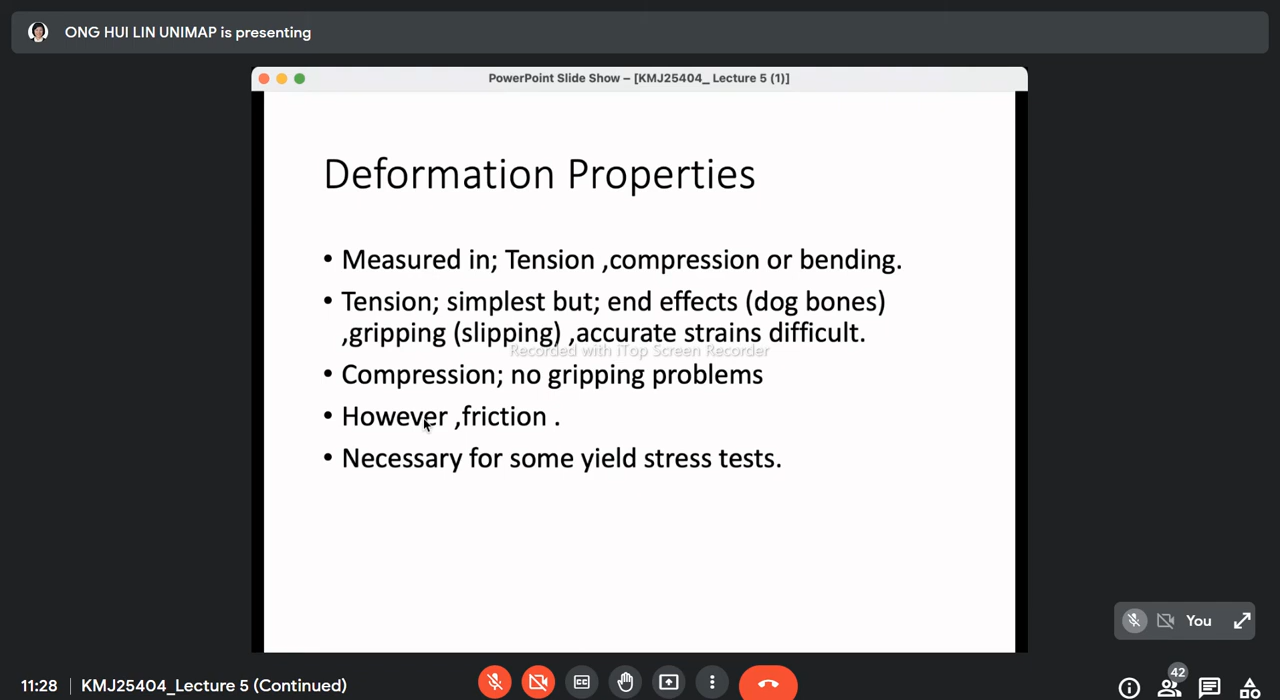 ONG HUI LIN UNIMAP is presenting
PowerPoint Slide Show – [KMJ25404_ Lecture 5 (1)]
Deformation Properties
• Measured in; Tension ,compression or bending.
• Tension; simplest but; end effects (dog bones)
,gripping (slipping) ,accurate strains difficult.
Recorded with iTop Screen Recorder
• Compression; no gripping problems
• However ,friction .
• Necessary for some yield stress tests.
You
11:28 | KMJ25404_Lecture 5 (Continued)
42